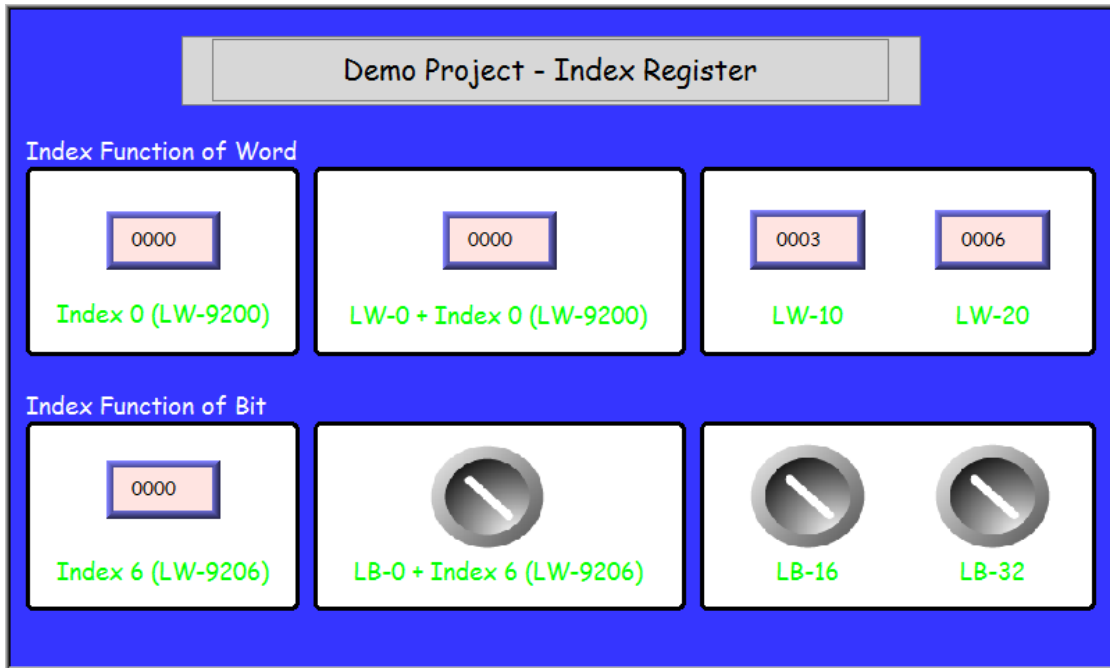 Demo Project - Index Register
Index Function of Word
0000
0000
0003
0006
Index 0 (LW-9200)
LW-0 + Index 0 (LW-9200)
LW-10
LW-20
Index Function of Bit
0000
Index 6 (LW-9206)
LB-0 + Index 6 (LW-9206)
LB-16
LB-32